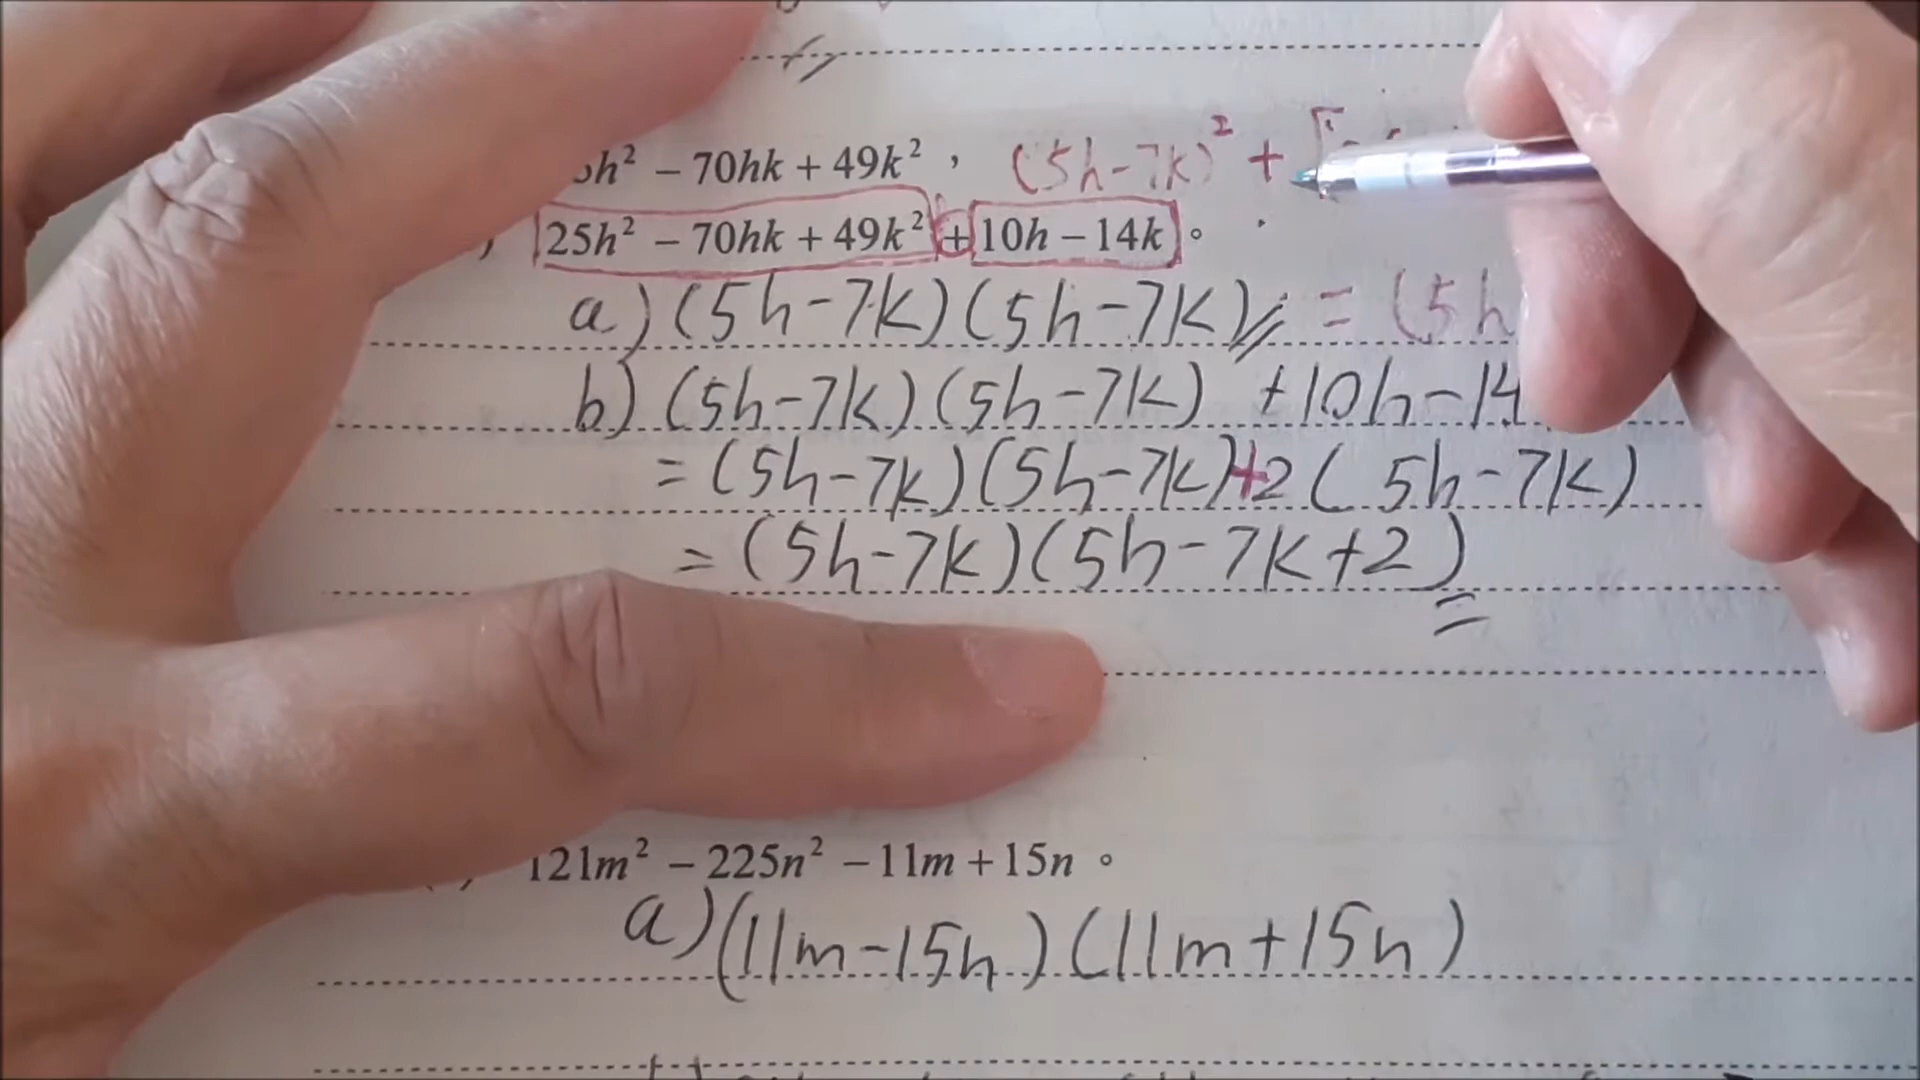 h² − 70hk + 49k² , (5h-7k)² +
25h² − 70hk + 49k² + 10h − 14k 。
a) (5h-7k)(5h-7k) = (5h
b) (5h-7k)(5h-7k) +10h-14
= (5h-7k)(5h-7k)+2(5h-7k)
= (5h-7k)(5h-7k+2)
121m² − 225n² − 11m + 15n 。
a) (11m-15n)(11m+15n)